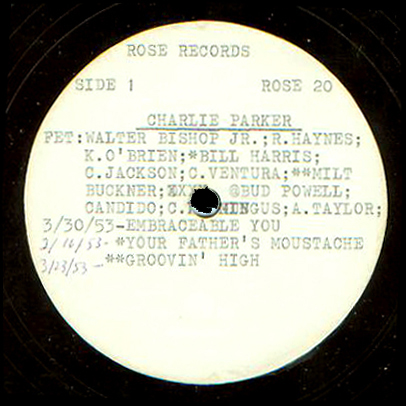 ROSE RECORDS
SIDE 1 ROSE 20
CHARLIE PARKER
FET:WALTER BISHOP JR.;R.HAYNES;
K.O'BRIEN;*BILL HARRIS;
C.JACKSON;C.VENTURA;**MILT
BUCKNER; @BUD POWELL;
CANDIDO;C. MINGUS;A.TAYLOR;
3/30/53-EMBRACEABLE YOU
2/16/53- *YOUR FATHER'S MOUSTACHE
3/23/53- **GROOVIN' HIGH